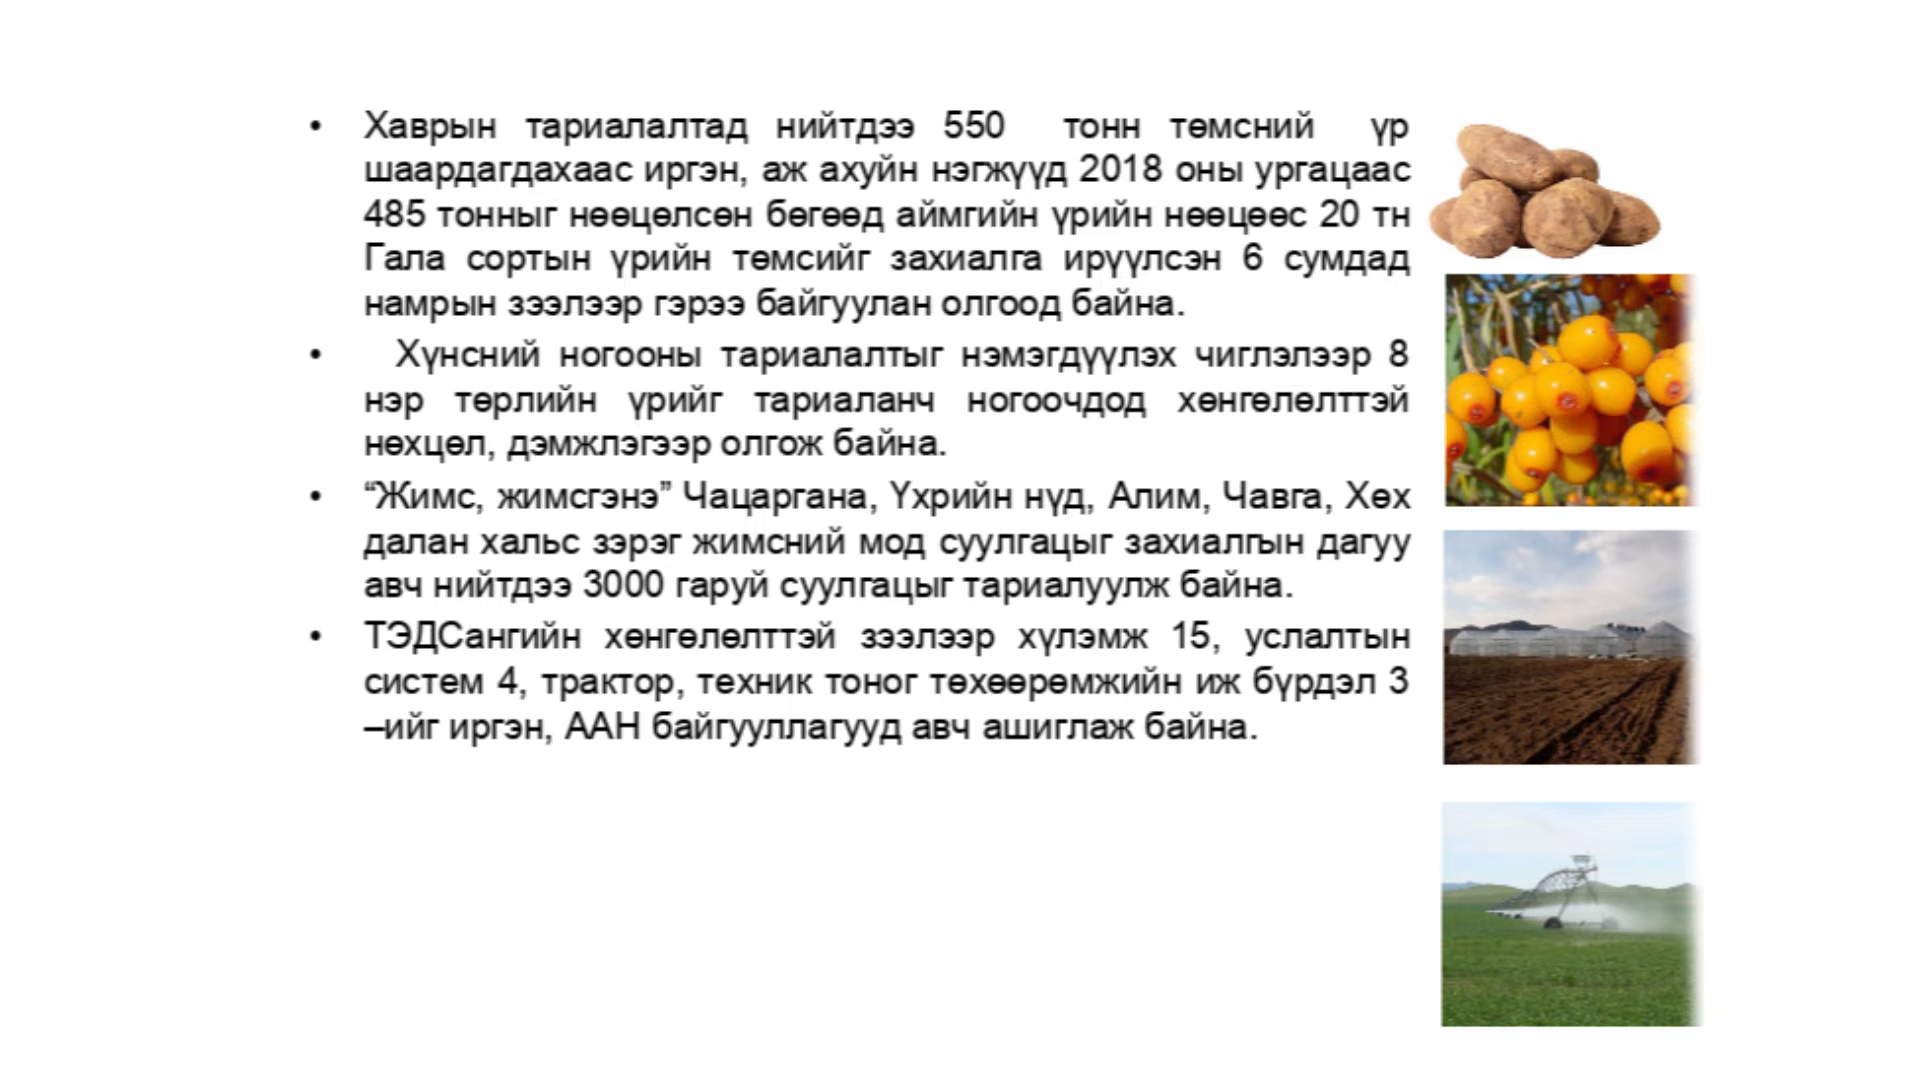 • Хаврын тариалалтад нийтдээ 550 тонн төмсний үр
шаардагдахаас иргэн, аж ахуйн нэгжүүд 2018 оны ургацаас
485 тонныг нөөцөлсөн бөгөөд аймгийн үрийн нөөцөөс 20 тн
Гала сортын үрийн төмсийг захиалга ирүүлсэн 6 сумдад
намрын зээлээр гэрээ байгуулан олгоод байна.
• Хүнсний ногооны тариалалтыг нэмэгдүүлэх чиглэлээр 8
нэр төрлийн үрийг тариаланч ногоочдод хөнгөлөлттэй
нөхцөл, дэмжлэгээр олгож байна.
• “Жимс, жимсгэнэ” Чацаргана, Үхрийн нүд, Алим, Чавга, Хөх
далан хальс зэрэг жимсний мод суулгацыг захиалгын дагуу
авч нийтдээ 3000 гаруй суулгацыг тариалуулж байна.
• ТЭДСангийн хөнгөлөлттэй зээлээр хүлэмж 15, услалтын
систем 4, трактор, техник тоног төхөөрөмжийн иж бүрдэл 3
–ийг иргэн, ААН байгууллагууд авч ашиглаж байна.